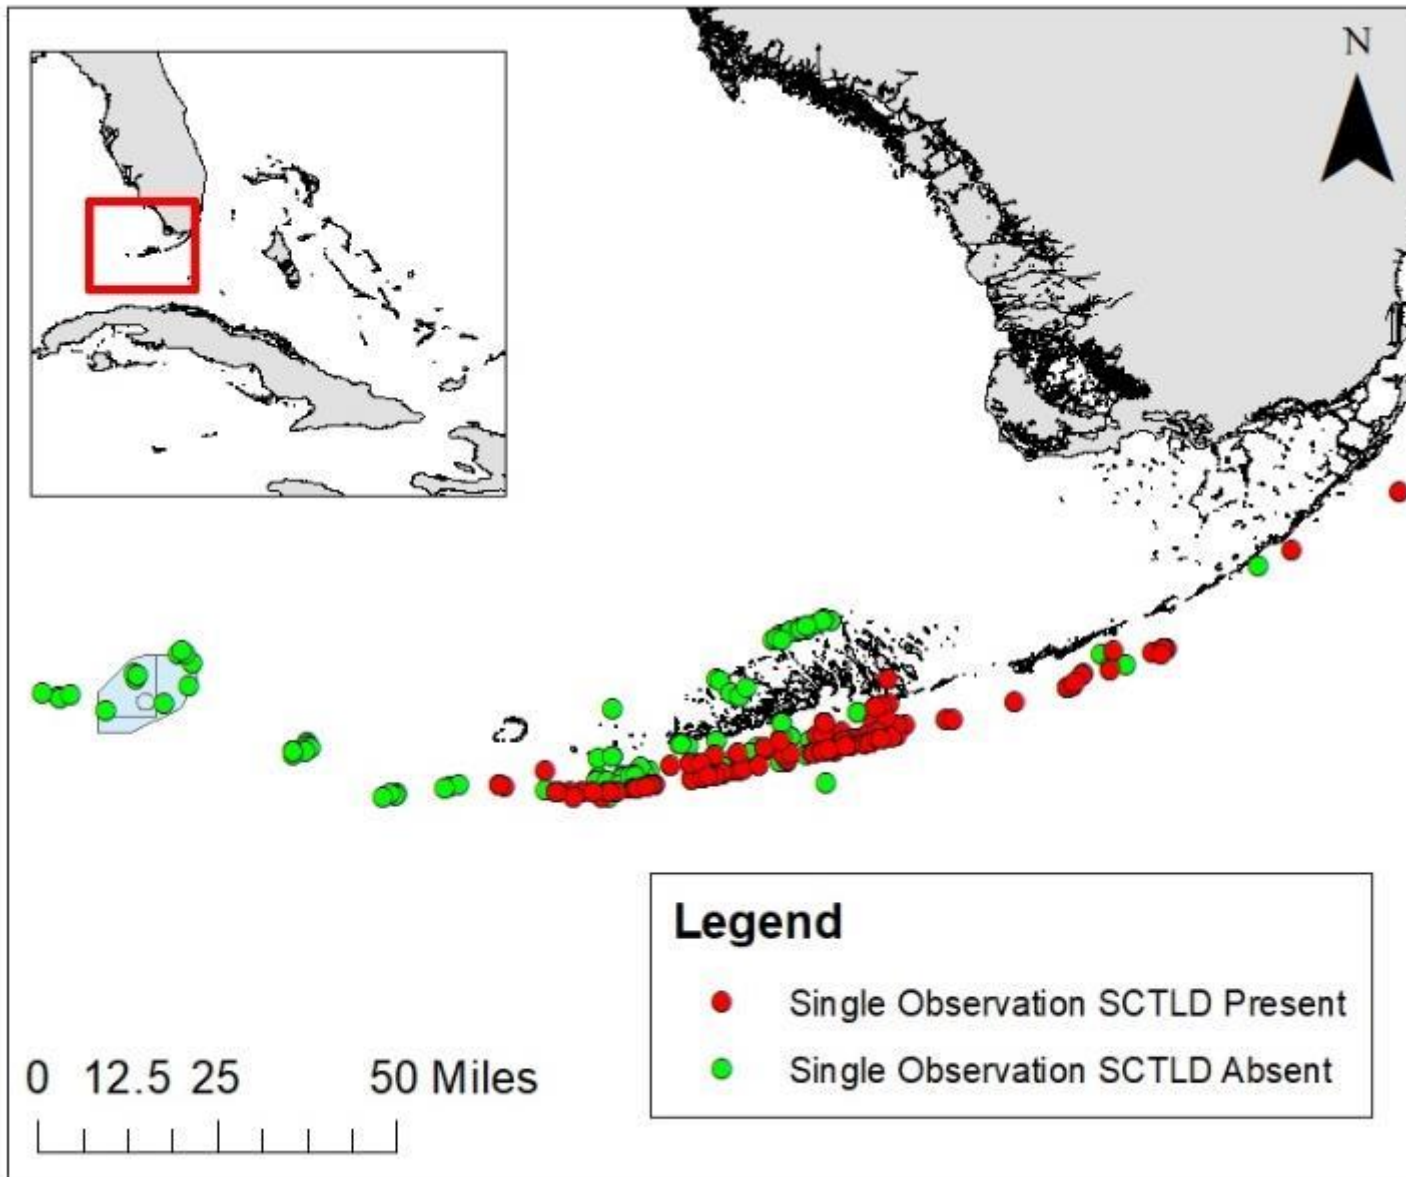 N
Legend
Single Observation SCTLD Present
Single Observation SCTLD Absent
0 12.5 25 50 Miles